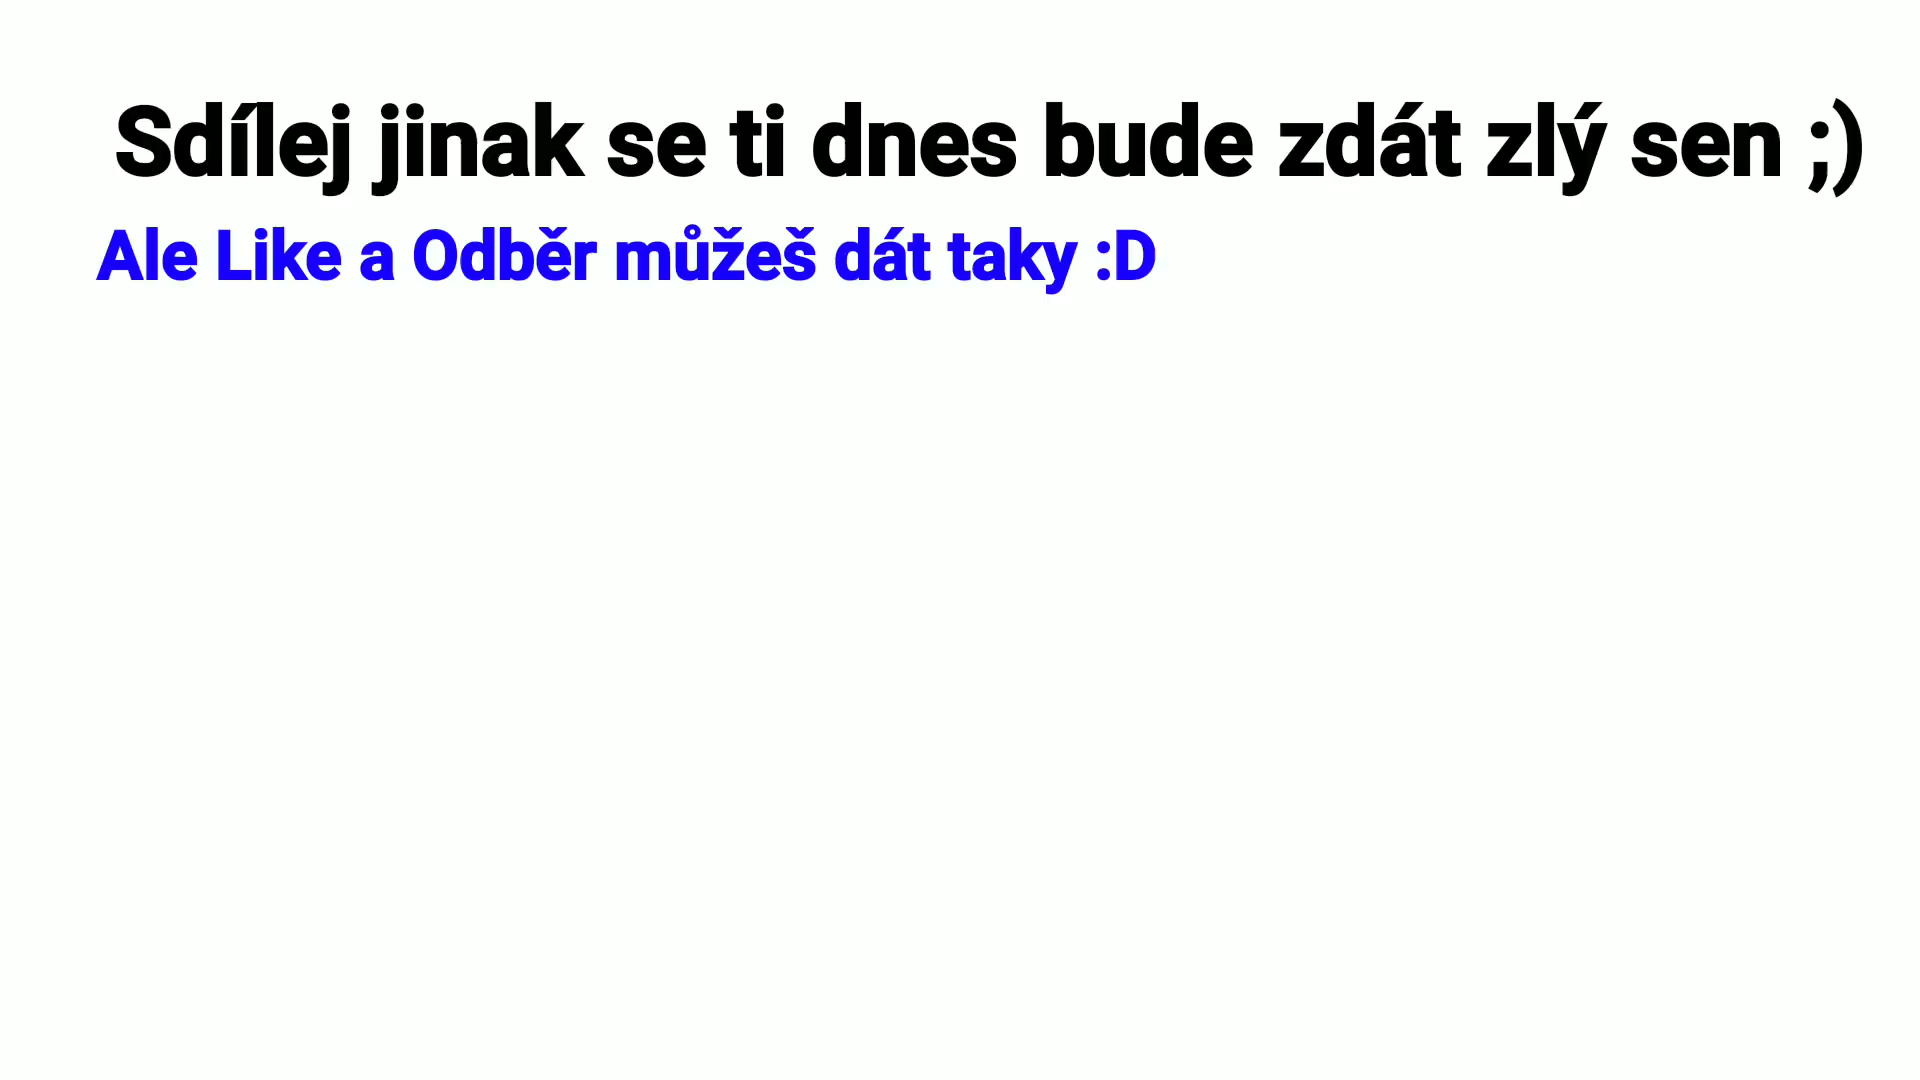 Sdílej jinak se ti dnes bude zdát zlý sen ;)
Ale Like a Odběr můžeš dát taky :D